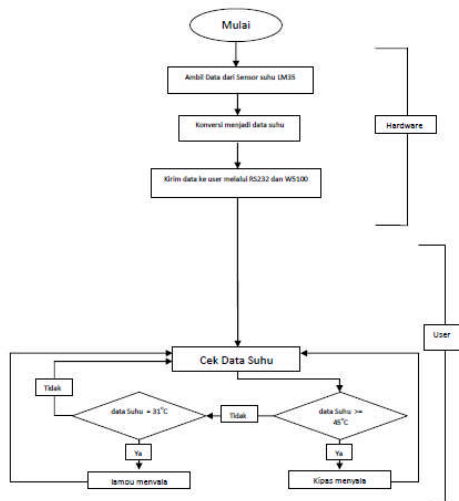 Mulai
Ambil Data dari Sensor suhu LM35
Konversi menjadi data suhu
Hardware
Kirim data ke user melalui RS232 dan W5100
User
Cek Data Suhu
Tidak
data Suhu = 31°C
Tidak
data Suhu >=
45°C
Ya
Ya
lampu menyala
Kipas menyala